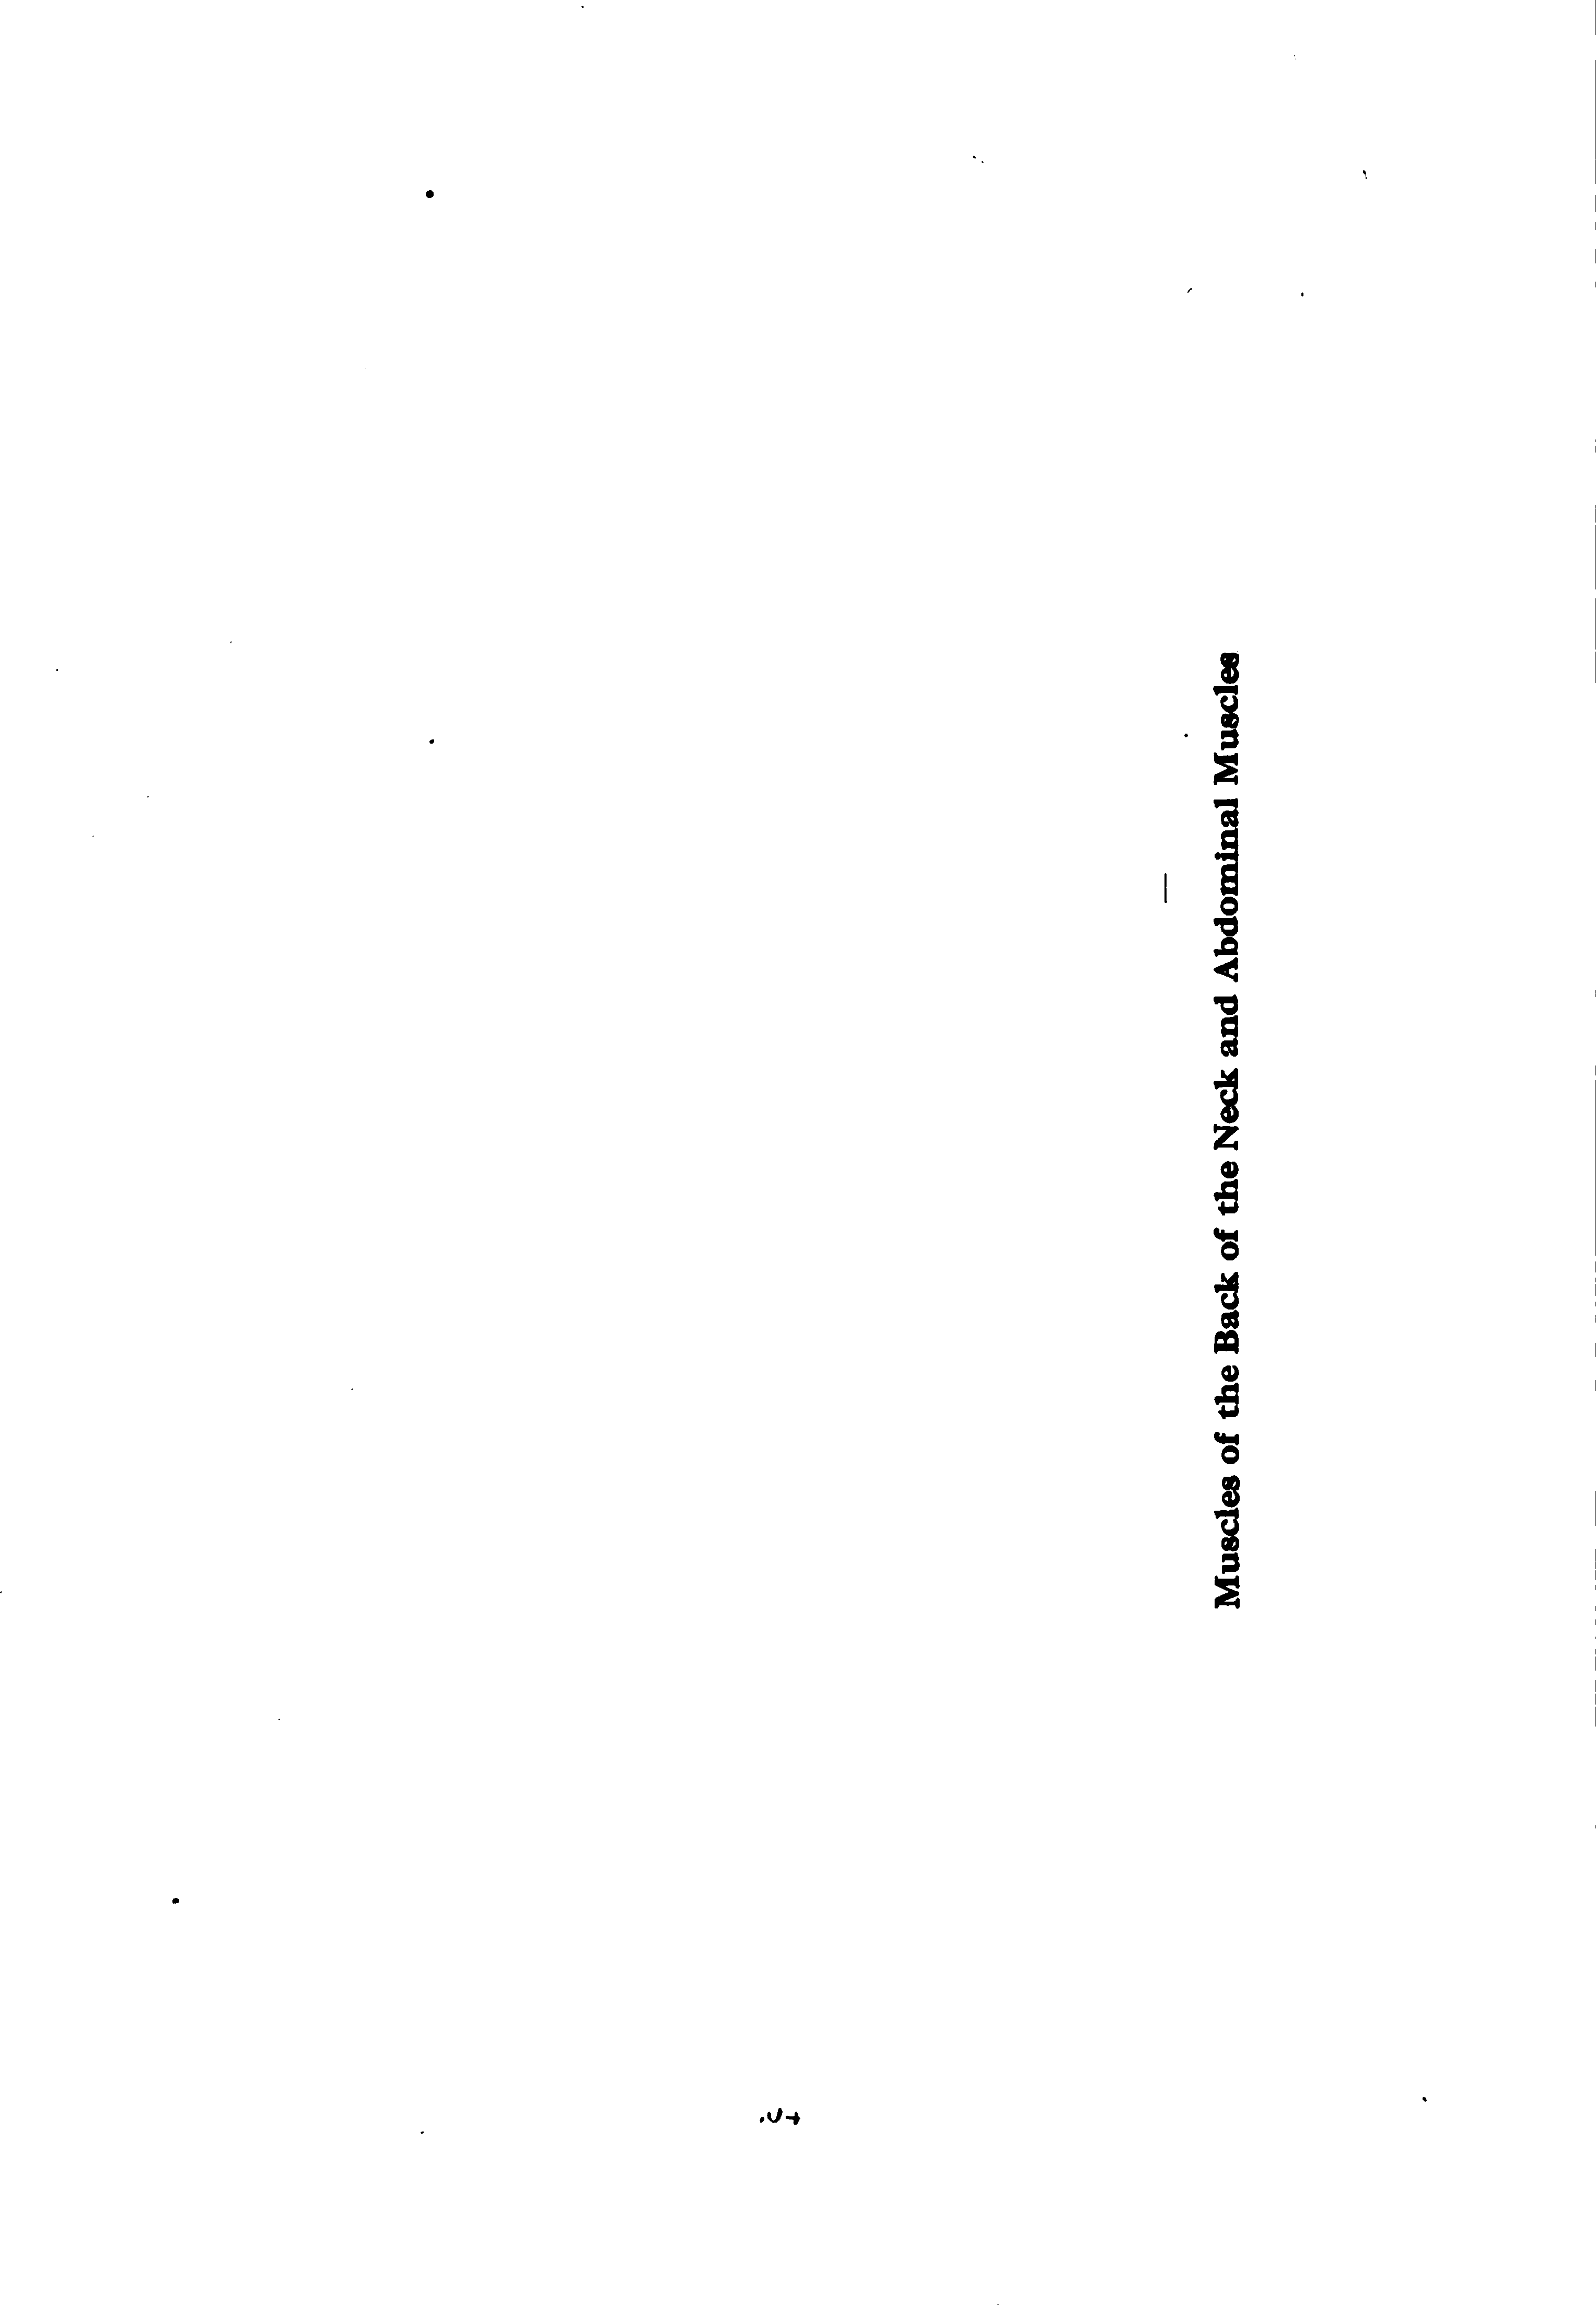 Muscles of the Back of the Neck and Abdominal Muscles